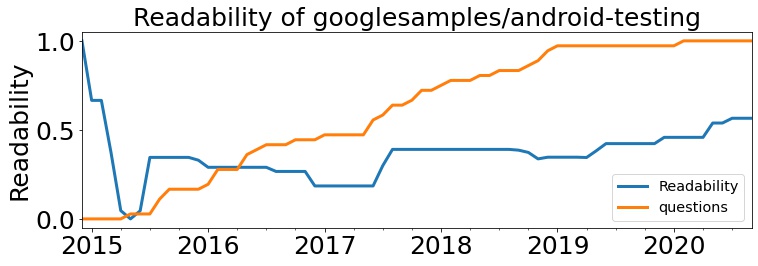 Readability of googlesamples/android-testing
Readability
1.0
0.5
0.0
2015 2016 2017 2018 2019 2020
Readability
questions